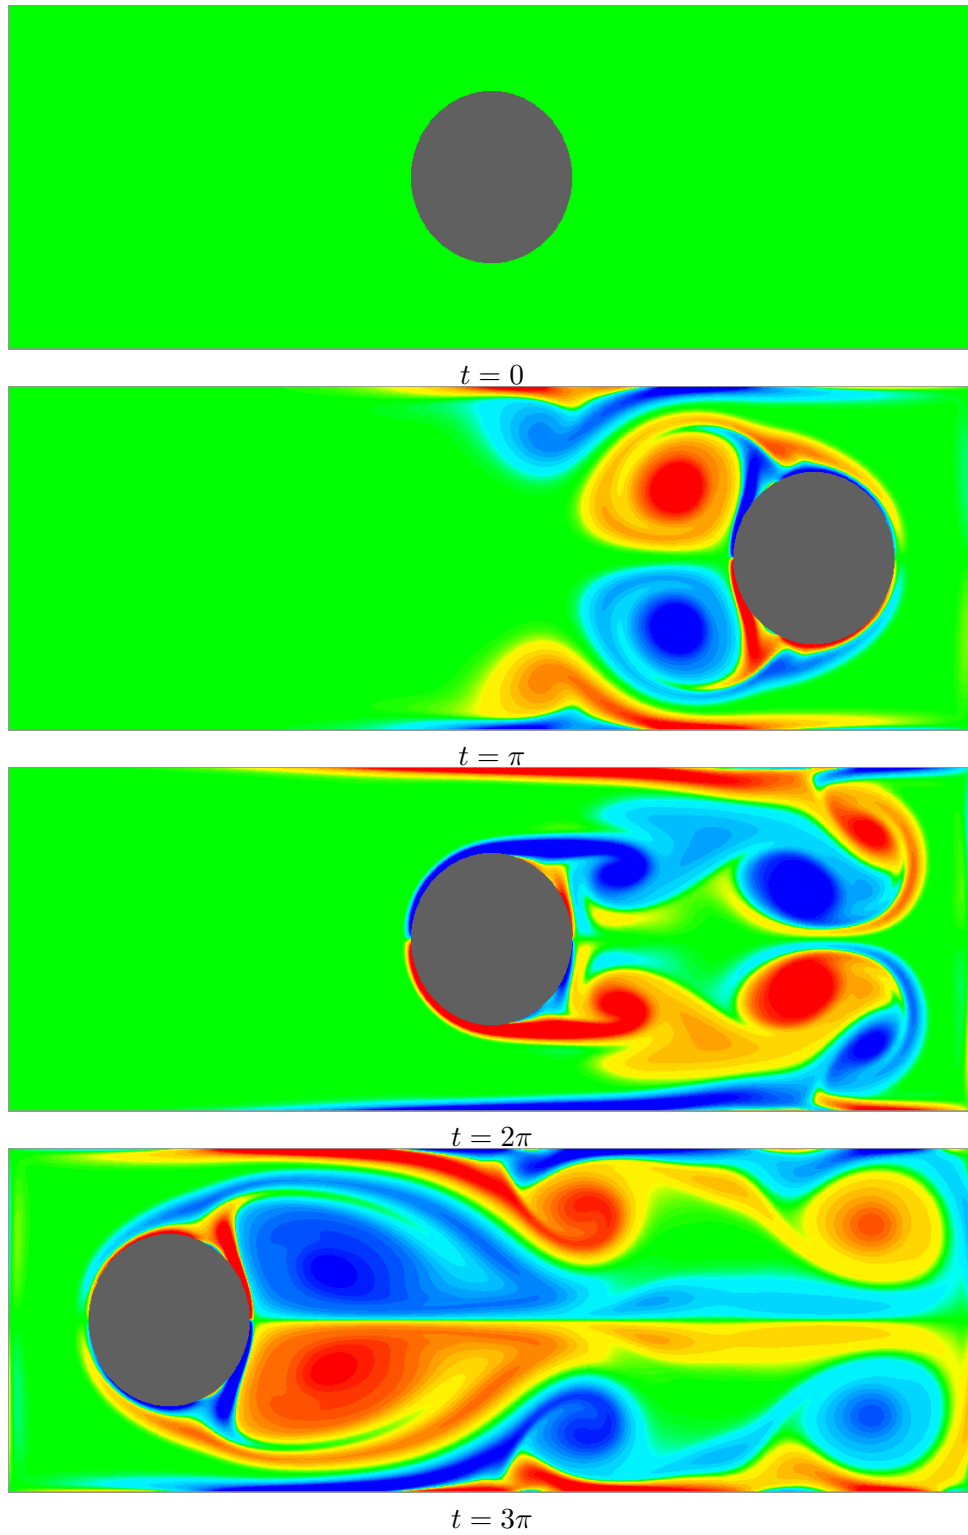 t = 0
t = π
t = 2π
t = 3π